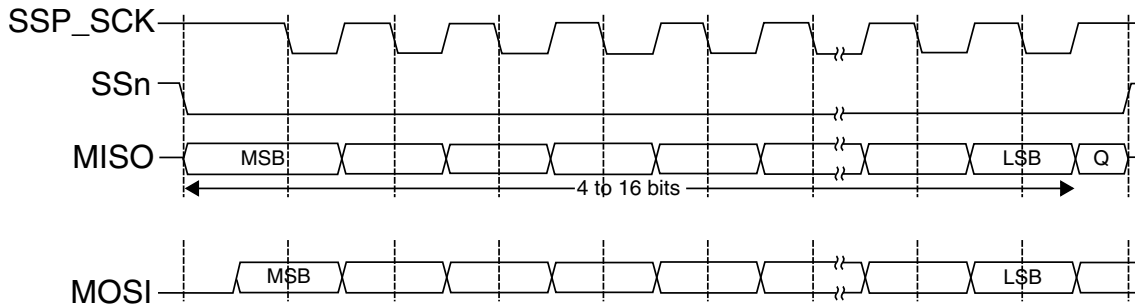 SSP_SCK
SSn
MISO MSB LSB Q
4 to 16 bits
MOSI MSB LSB